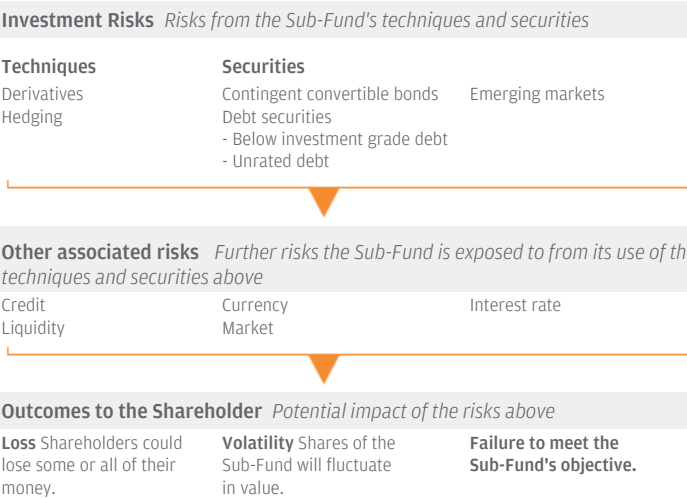 Investment Risks Risks from the Sub-Fund's techniques and securities
Techniques
Derivatives
Hedging
Securities
Contingent convertible bonds
Debt securities
- Below investment grade debt
- Unrated debt
Emerging markets
Other associated risks Further risks the Sub-Fund is exposed to from its use of th
techniques and securities above
Credit
Liquidity
Currency
Market
Interest rate
Outcomes to the Shareholder Potential impact of the risks above
Loss Shareholders could
lose some or all of their
money.
Volatility Shares of the
Sub-Fund will fluctuate
in value.
Failure to meet the
Sub-Fund's objective.